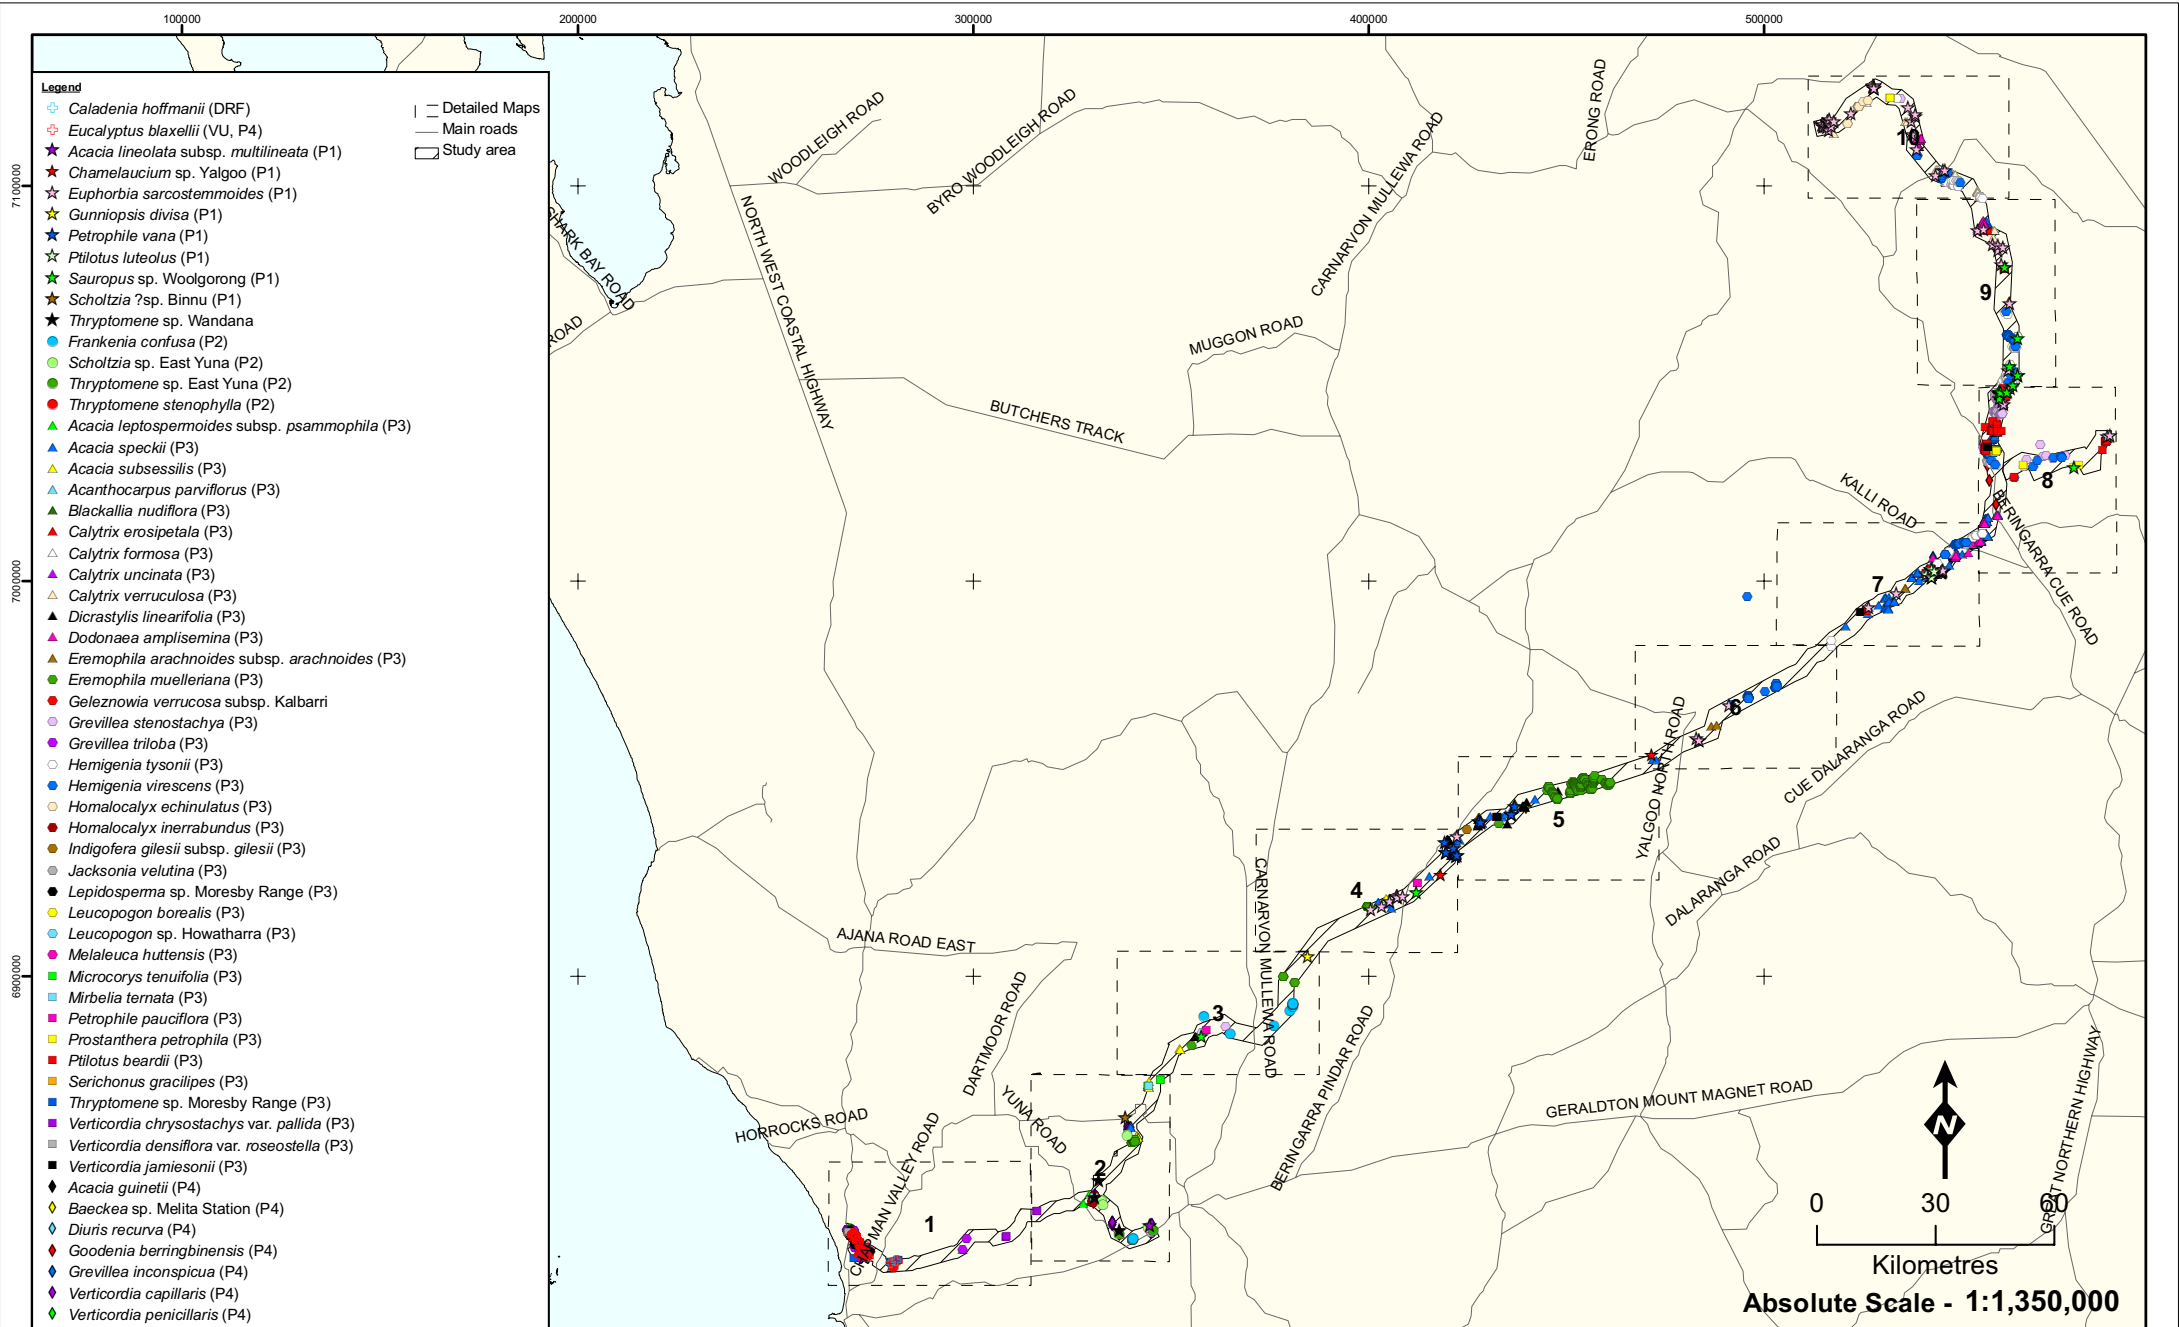 100000
200000
300000
400000
500000
7100000
7000000
6900000
Legend
Caladenia hoffmanii (DRF)
Eucalyptus blaxellii (VU, P4)
Acacia lineolata subsp. multilineata (P1)
Chamelaucium sp. Yalgoo (P1)
Euphorbia sarcostemmoides (P1)
Gunniopsis divisa (P1)
Petrophile vana (P1)
Ptilotus luteolus (P1)
Sauropus sp. Woolgorong (P1)
Scholtzia ?sp. Binnu (P1)
Thryptomene sp. Wandana
Frankenia confusa (P2)
Scholtzia sp. East Yuna (P2)
Thryptomene sp. East Yuna (P2)
Thryptomene stenophylla (P2)
Acacia leptospermoides subsp. psammophila (P3)
Acacia speckii (P3)
Acacia subsessilis (P3)
Acanthocarpus parviflorus (P3)
Blackallia nudiflora (P3)
Calytrix erosipetala (P3)
Calytrix formosa (P3)
Calytrix uncinata (P3)
Calytrix verruculosa (P3)
Dicrastylis linearifolia (P3)
Dodonaea amplisemina (P3)
Eremophila arachnoides subsp. arachnoides (P3)
Eremophila muelleriana (P3)
Geleznowia verrucosa subsp. Kalbarri
Grevillea stenostachya (P3)
Grevillea triloba (P3)
Hemigenia tysonii (P3)
Hemigenia virescens (P3)
Homalocalyx echinulatus (P3)
Homalocalyx inerrabundus (P3)
Indigofera gilesii subsp. gilesii (P3)
Jacksonia velutina (P3)
Lepidosperma sp. Moresby Range (P3)
Leucopogon borealis (P3)
Leucopogon sp. Howatharra (P3)
Melaleuca huttensis (P3)
Microcorys tenuifolia (P3)
Mirbelia ternata (P3)
Petrophile pauciflora (P3)
Prostanthera petrophila (P3)
Ptilotus beardii (P3)
Serichonus gracilipes (P3)
Thryptomene sp. Moresby Range (P3)
Verticordia chrysostachys var. pallida (P3)
Verticordia densiflora var. roseostella (P3)
Verticordia jamiesonii (P3)
Acacia guinetii (P4)
Baeckea sp. Melita Station (P4)
Diuris recurva (P4)
Goodenia berringbinensis (P4)
Grevillea inconspicua (P4)
Verticordia capillaris (P4)
Verticordia penicillaris (P4)
Detailed Maps
Main roads
Study area
WOODLEIGH ROAD
BYRO WOODLEIGH ROAD
ERONG ROAD
CARNARVON MULLEWA ROAD
SHARK BAY ROAD
ROAD
NORTH WEST COASTAL HIGHWAY
MUGGON ROAD
BUTCHERS TRACK
KALLI ROAD
BERINGARRA CUE ROAD
YALGOO NORTH ROAD
CUE DALARANGA ROAD
DALARANGA ROAD
AJANA ROAD EAST
CARNARVON MULLEWA ROAD
DARTMOOR ROAD
YUNA ROAD
HORROCKS ROAD
CHAPMAN VALLEY ROAD
BERINGARRA PINDAR ROAD
GERALDTON MOUNT MAGNET ROAD
GREAT NORTHERN HIGHWAY
10
9
8
7
6
5
4
3
2
1
N
0 30 60
Kilometres
Absolute Scale - 1:1,350,000